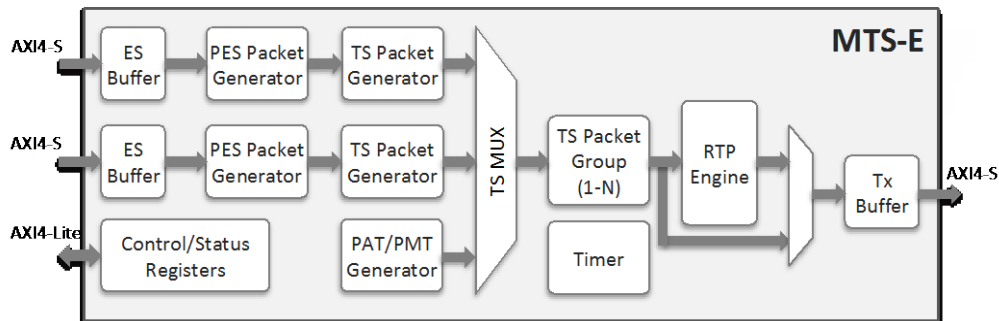 MTS-E
AXI4-S
ES
Buffer
PES Packet
Generator
TS Packet
Generator
AXI4-S
ES
Buffer
PES Packet
Generator
TS Packet
Generator
TS MUX
TS Packet
Group
(1-N)
RTP
Engine
Tx
Buffer
AXI4-S
AXI4-Lite
Control/Status
Registers
PAT/PMT
Generator
Timer